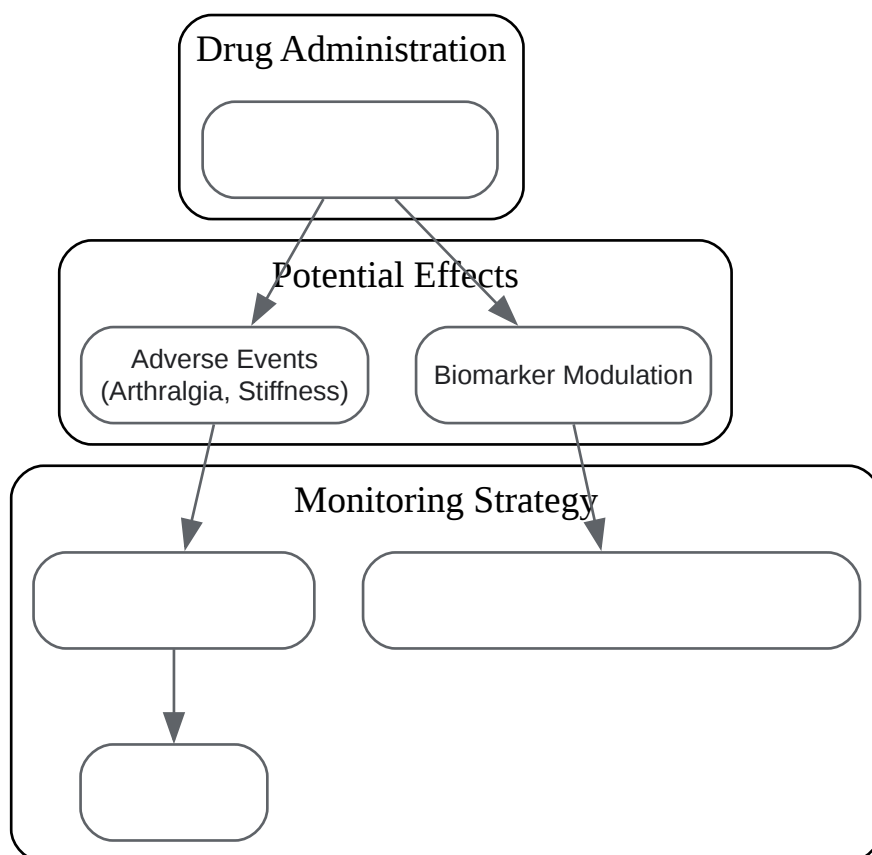 Drug Administration
Potential Effects
Adverse Events
(Arthralgia, Stiffness)
Biomarker Modulation
Monitoring Strategy